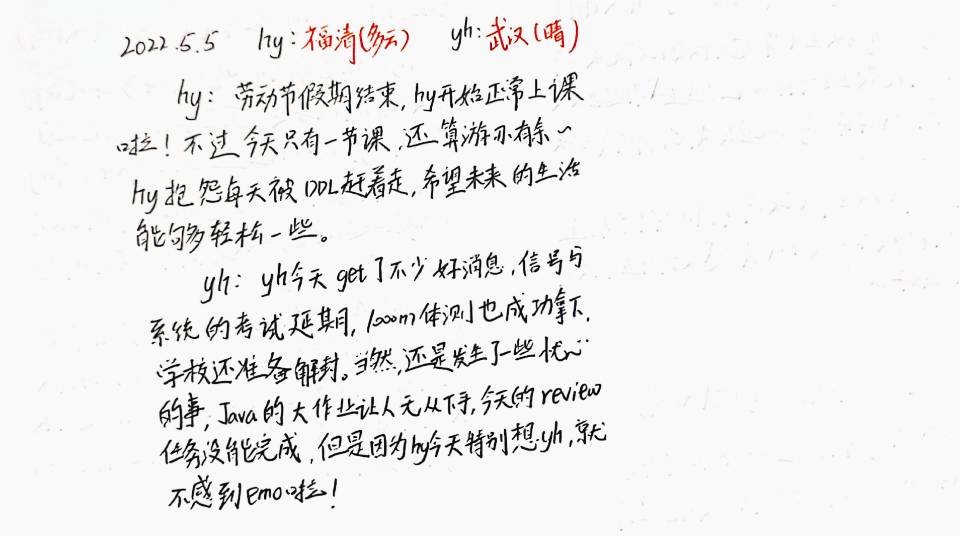 2022.5.5 hy:福清(多云) yh:武汉(晴)
hy: 劳动节假期结束,hy开始正常上课
啦!不过今天只有一节课,还算游刃有余~
hy抱怨每天被DDL赶着走,希望未来的生活
能够轻松一些。
yh: yh今天get了不少好消息,信号与
系统的考试延期,1000m体测也成功拿下,
学校还准备解封。当然,还是发生了一些忧心
的事,Java的大作业让人无从下手,今天的review
任务没能完成,但是因为hy今天特别想yh,就
不感到emo啦!